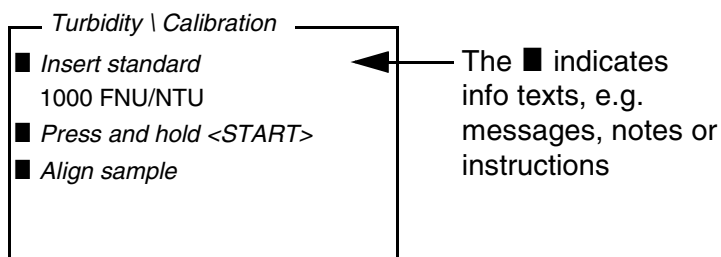 Turbidity \ Calibration
■ Insert standard
1000 FNU/NTU
■ Press and hold <START>
■ Align sample
The ■ indicates
info texts, e.g.
messages, notes or
instructions